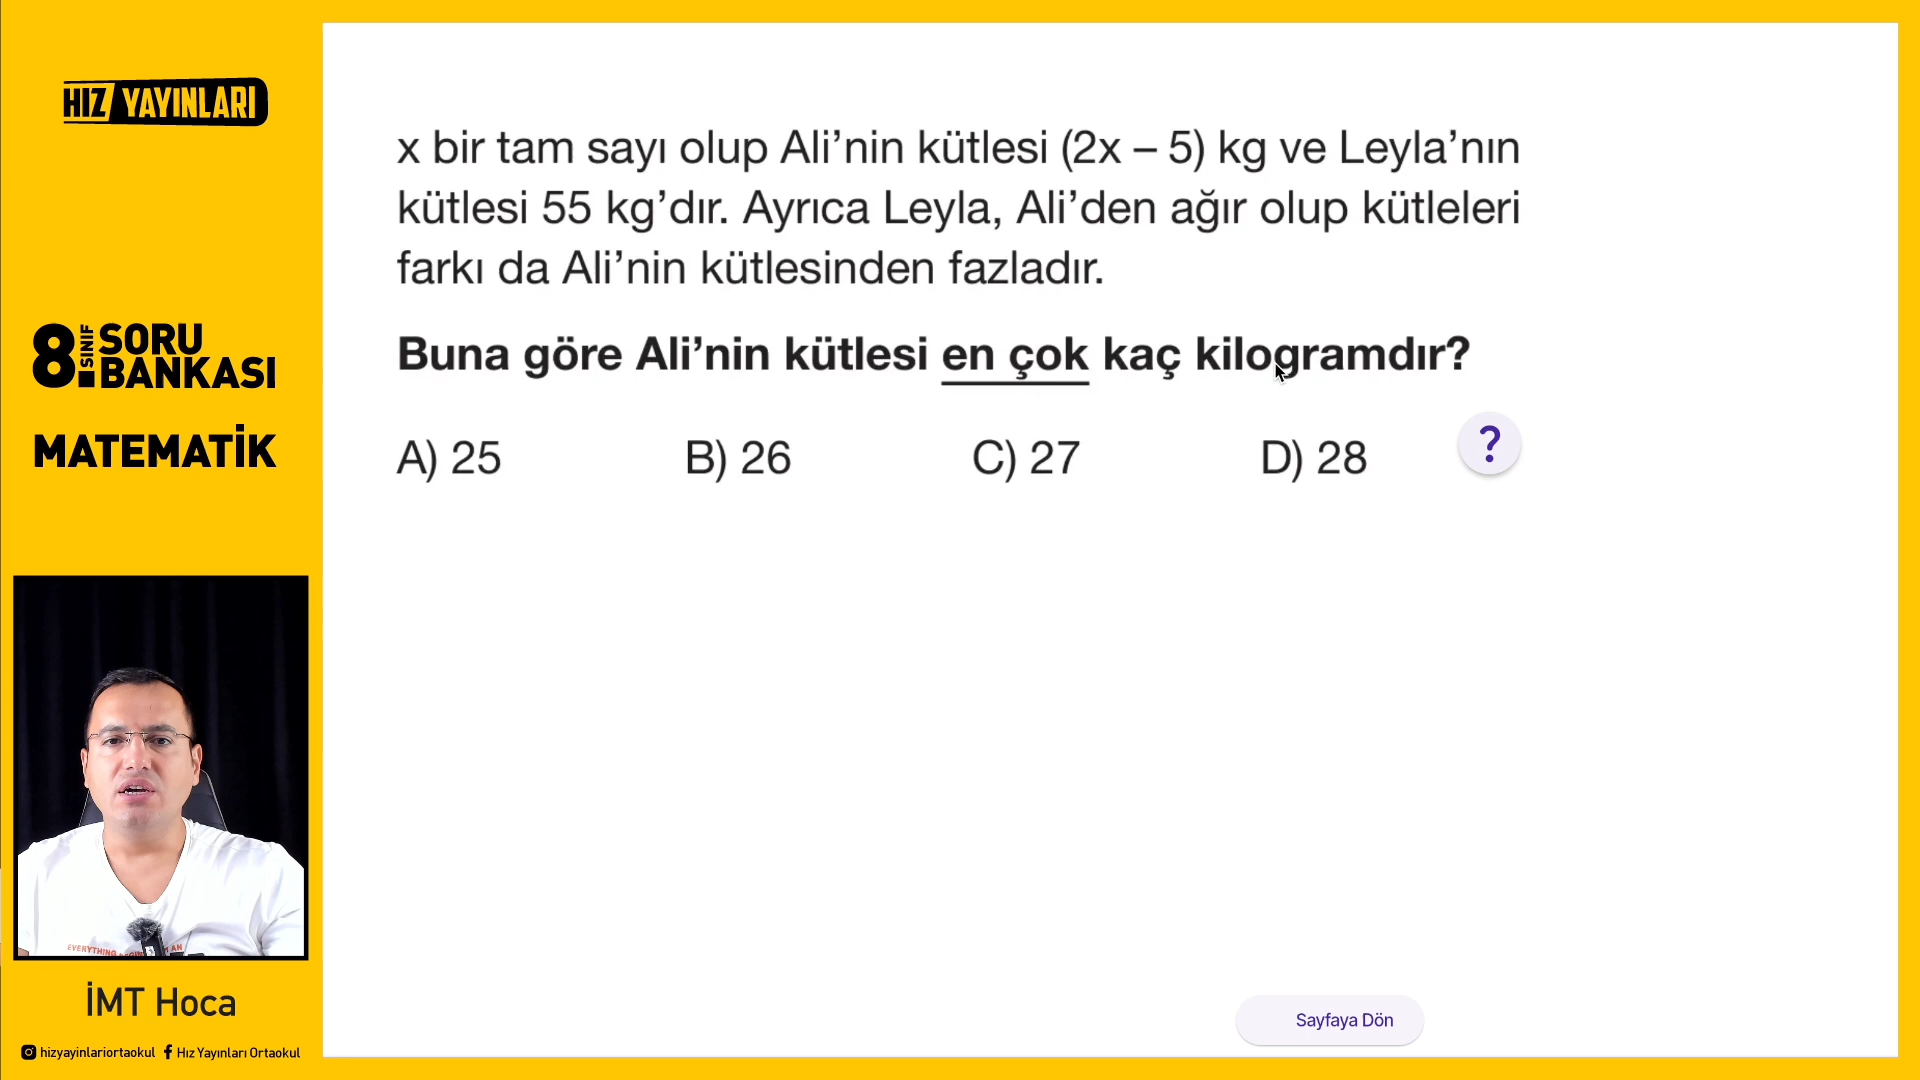 HIZ YAYINLARI
x bir tam sayı olup Ali’nin kütlesi (2x – 5) kg ve Leyla’nın
kütlesi 55 kg’dır. Ayrıca Leyla, Ali’den ağır olup kütleleri
farkı da Ali’nin kütlesinden fazladır.
Buna göre Ali’nin kütlesi en çok kaç kilogramdır?
A) 25 B) 26 C) 27 D) 28 ?
8. SINIF SORU
BANKASI
MATEMATİK
EVERYTHING
AN
İMT Hoca
hizyayinlariortaokul Hız Yayınları Ortaokul
Sayfaya Dön